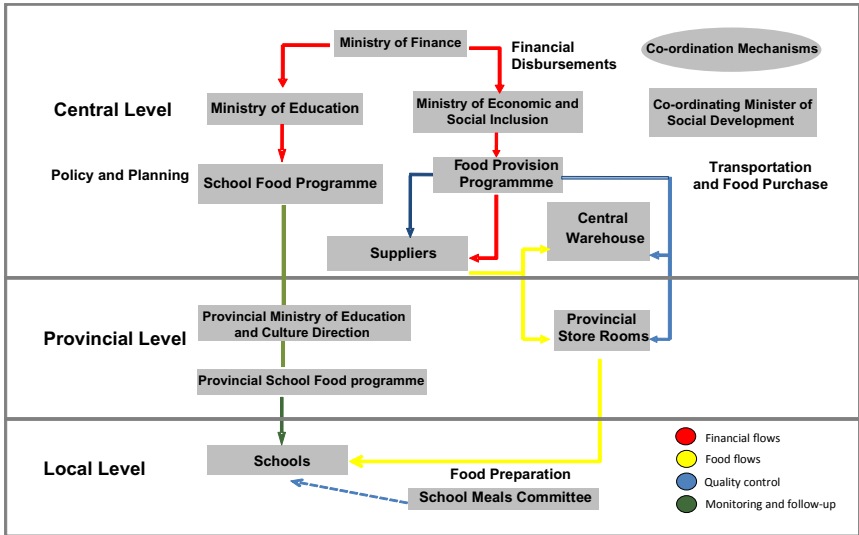 Ministry of Finance
Financial
Disbursements
Co-ordination Mechanisms
Central Level
Ministry of Education
Ministry of Economic and
Social Inclusion
Co-ordinating Minister of
Social Development
Policy and Planning
School Food Programme
Food Provision
Programmme
Transportation
and Food Purchase
Central
Warehouse
Suppliers
Provincial Level
Provincial Ministry of Education
and Culture Direction
Provincial
Store Rooms
Provincial School Food programme
Local Level
Schools
Food Preparation
School Meals Committee
Financial flows
Food flows
Quality control
Monitoring and follow-up